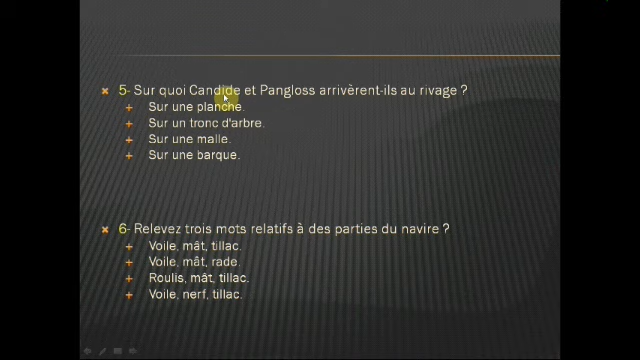 5- Sur quoi Candide et Pangloss arrivèrent-ils au rivage ?
Sur une planche.
Sur un tronc d'arbre.
Sur une malle.
Sur une barque.
6- Relevez trois mots relatifs à des parties du navire ?
Voile, mât, tillac.
Voile, mât, rade.
Roulis, mât, tillac.
Voile, nerf, tillac.